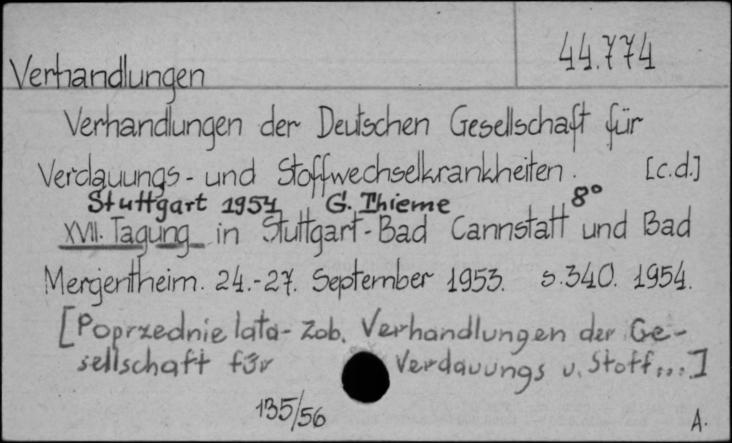 44.774
Verhandlungen
Verhandlungen der Deutschen Gesellschaft für
Verdauungs- und Stoffwechselkrankheiten. [c.d.]
Stuttgart 1954 G. Thieme 8°
XVII. Tagung in Stuttgart-Bad Cannstatt und Bad
Mergentheim. 24.-27. September 1953. s.340. 1954.
[Poprzednie lata- zob. Verhandlungen der Ge-
sellschaft für Verdauungs u. Stoff...]
135/56
A.